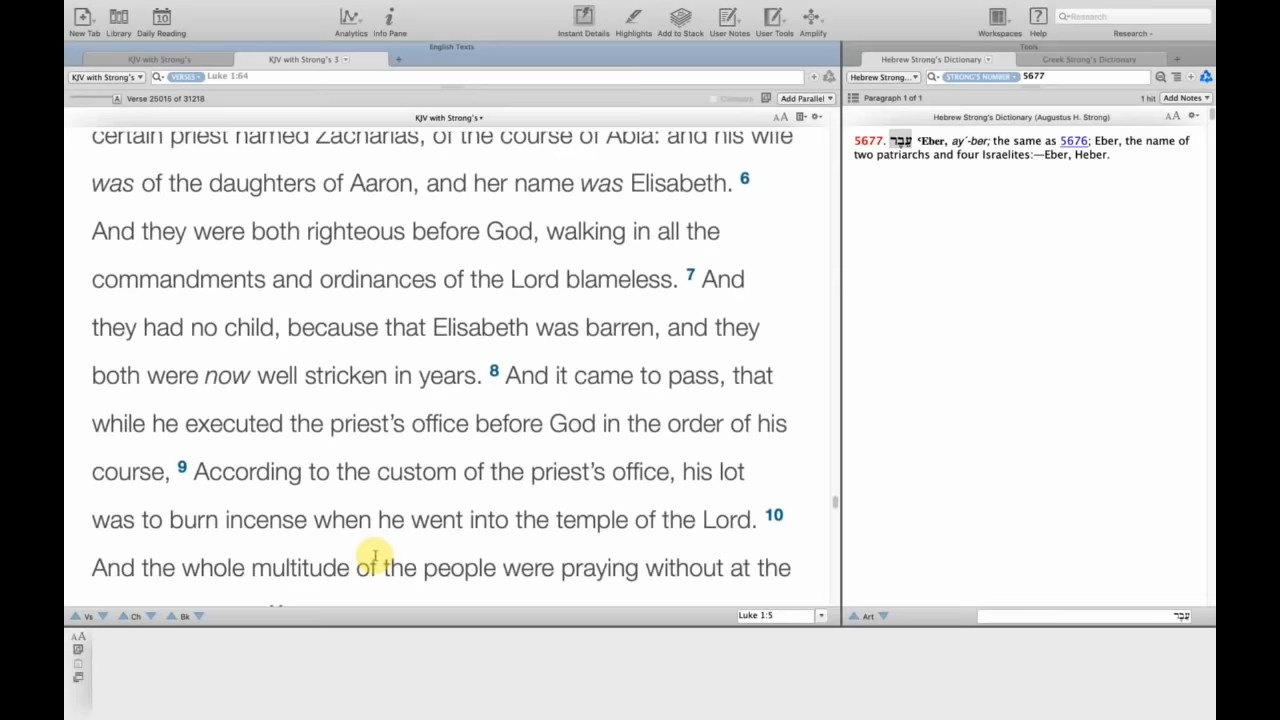 New Tab Library Daily Reading Analytics Info Pane Instant Details Highlights Add to Stack User Notes User Tools Amplify Workspaces Help Research
10
Research
English Texts
Tools
KJV with Strong's
KJV with Strong's 3
Hebrew Strong's Dictionary
Greek Strong's Dictionary
KJV with Strong's VERSES Luke 1:64
Hebrew Strong... STRONG'S NUMBER 5677
Verse 25015 of 31218 Compare Add Parallel
Paragraph 1 of 1 1 hit Add Notes
KJV with Strong's
Hebrew Strong's Dictionary (Augustus H. Strong)
certain priest named Zacharias, of the course of Abia: and his wife
was of the daughters of Aaron, and her name was Elisabeth. 6
And they were both righteous before God, walking in all the
commandments and ordinances of the Lord blameless. 7 And
they had no child, because that Elisabeth was barren, and they
both were now well stricken in years. 8 And it came to pass, that
while he executed the priest's office before God in the order of his
course, 9 According to the custom of the priest's office, his lot
was to burn incense when he went into the temple of the Lord. 10
And the whole multitude of the people were praying without at the
5677. עֵבֶר ʿEber, ay´-ber; the same as 5676; Eber, the name of
two patriarchs and four Israelites:—Eber, Heber.
Vs Ch Bk Luke 1:5
Art עֵבֶר